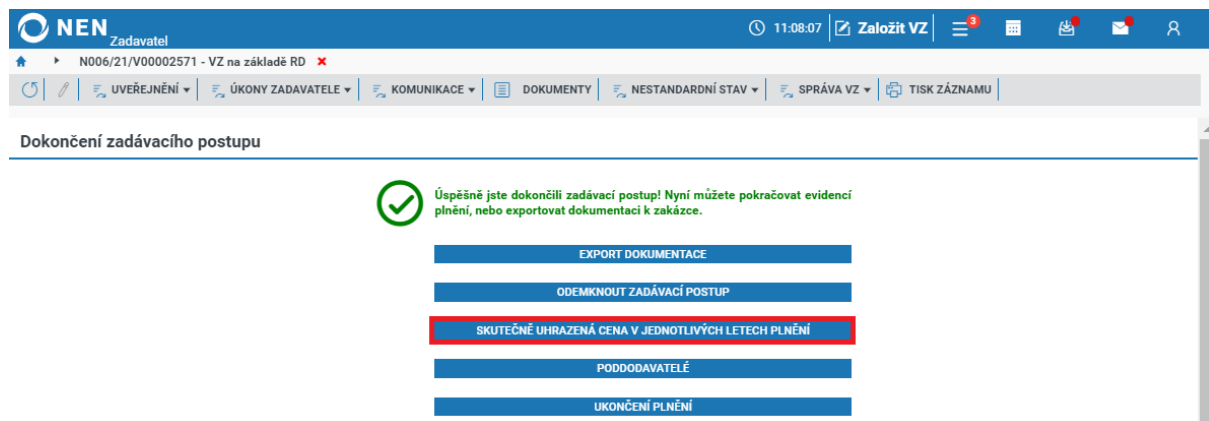 NEN Zadavatel 11:08:07 Založit VZ 3
N006/21/V00002571 - VZ na základě RD
UVEŘEJNĚNÍ ÚKONY ZADAVATELE KOMUNIKACE DOKUMENTY NESTANDARDNÍ STAV SPRÁVA VZ TISK ZÁZNAMU
Dokončení zadávacího postupu
Úspěšně jste dokončili zadávací postup! Nyní můžete pokračovat evidencí
plnění, nebo exportovat dokumentaci k zakázce.
EXPORT DOKUMENTACE
ODEMKNOUT ZADÁVACÍ POSTUP
SKUTEČNĚ UHRAZENÁ CENA V JEDNOTLIVÝCH LETECH PLNĚNÍ
PODDODAVATELÉ
UKONČENÍ PLNĚNÍ